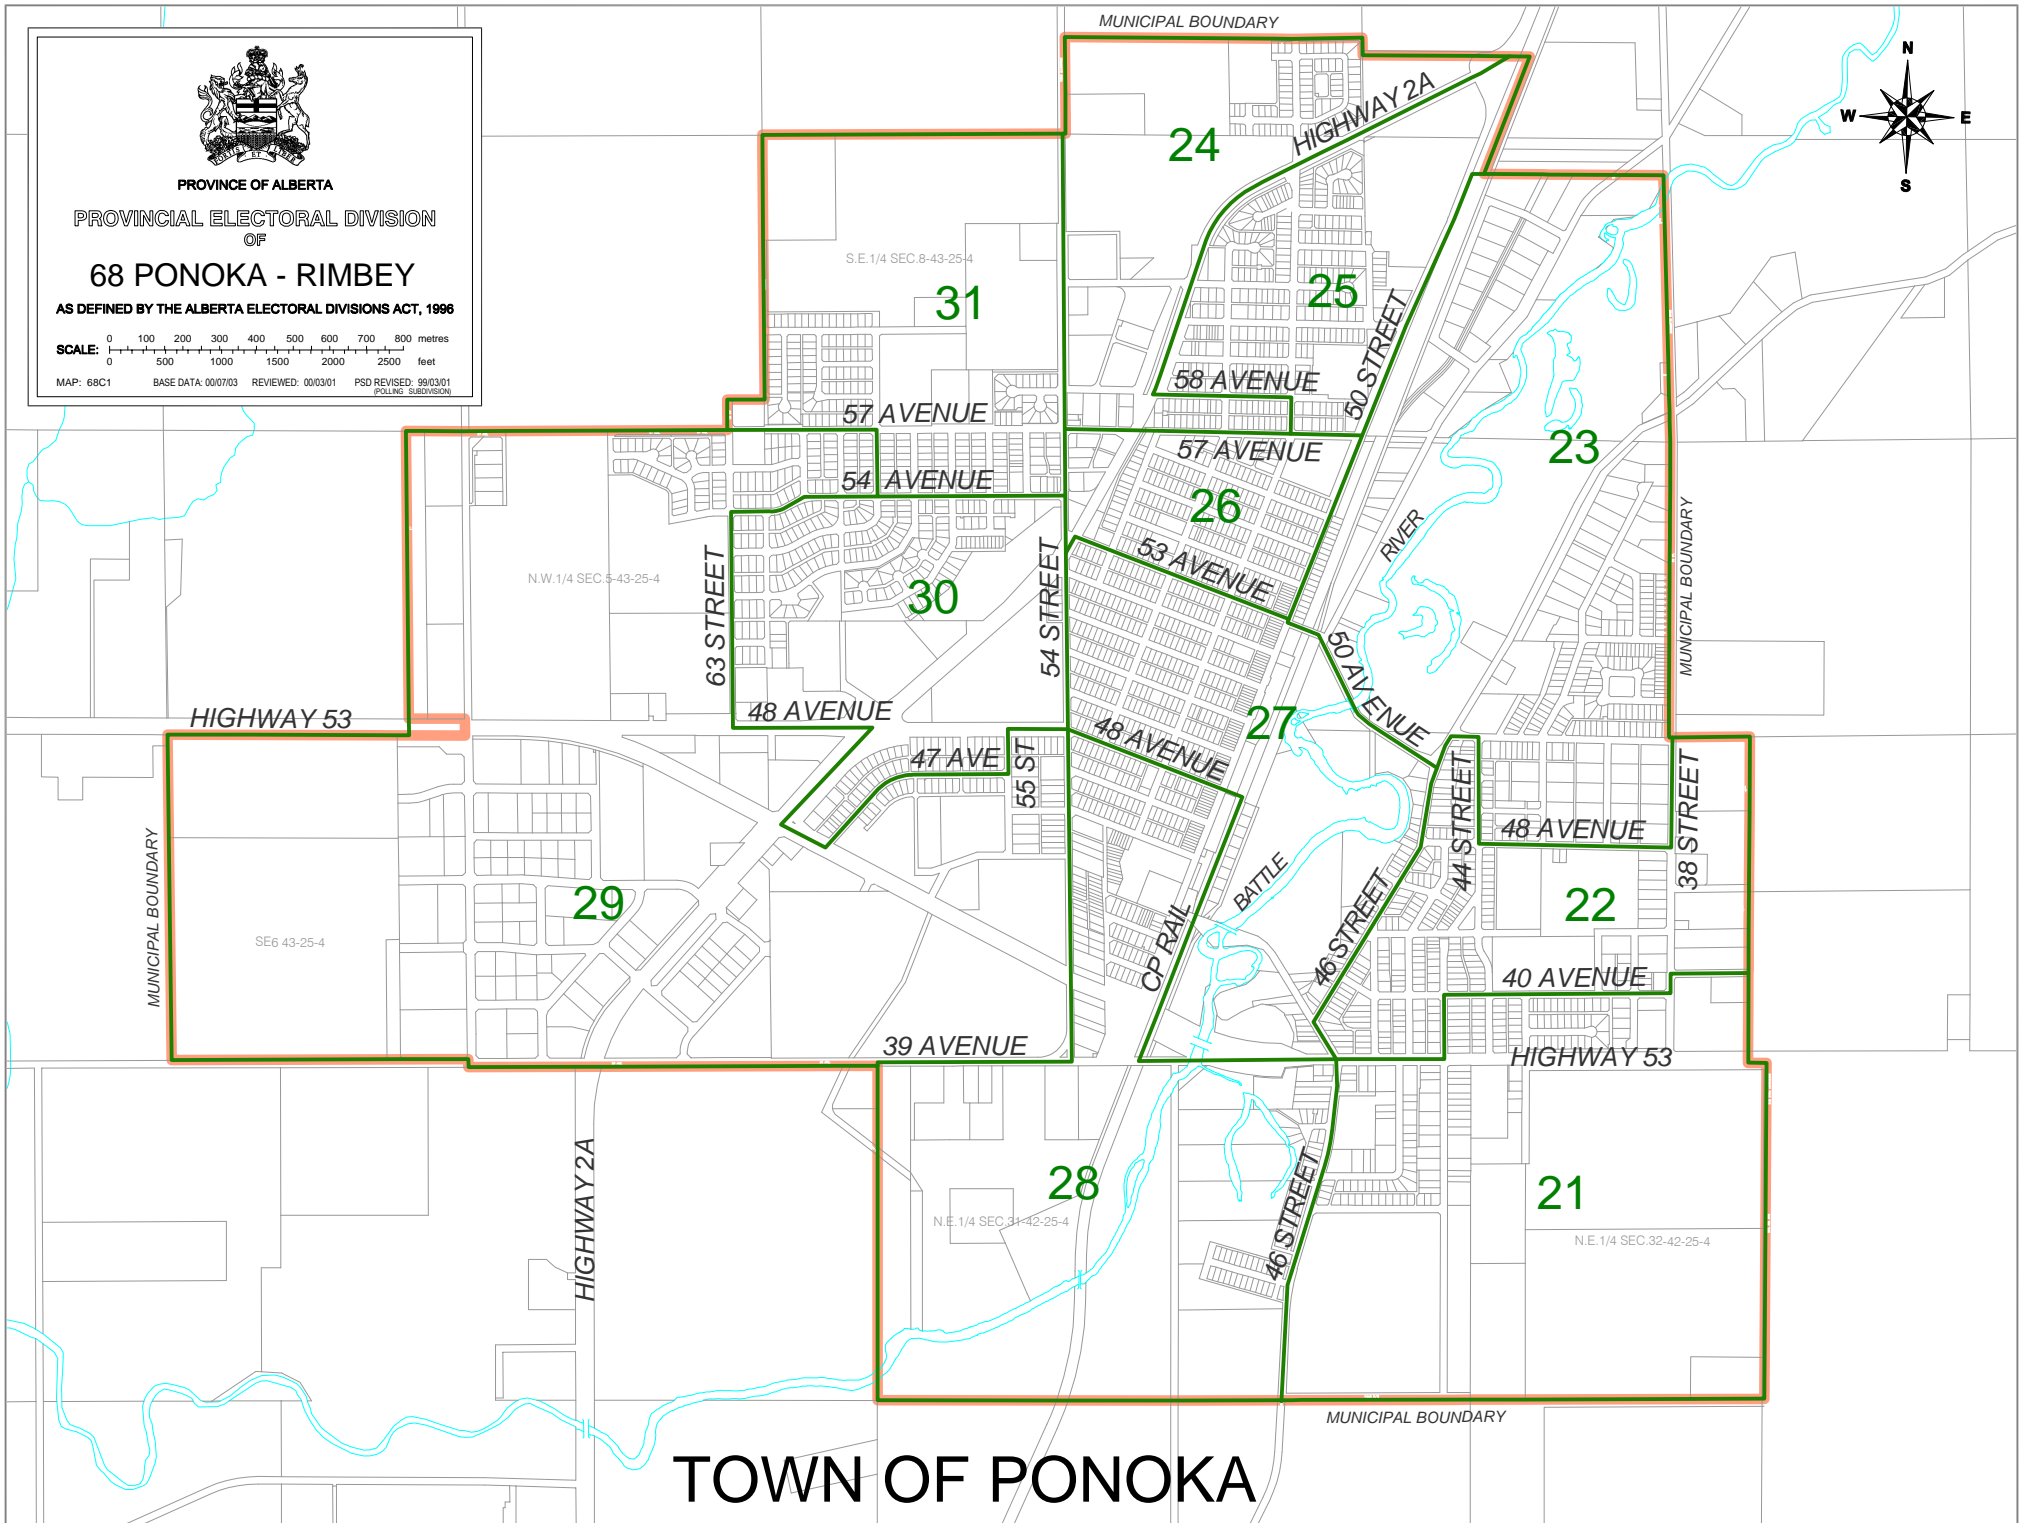 MUNICIPAL BOUNDARY
FORTIS ET LIBER
PROVINCE OF ALBERTA
PROVINCIAL ELECTORAL DIVISION
OF
68 PONOKA - RIMBEY
AS DEFINED BY THE ALBERTA ELECTORAL DIVISIONS ACT, 1996
SCALE:
0 100 200 300 400 500 600 700 800 metres
0 500 1000 1500 2000 2500 feet
MAP: 68C1 BASE DATA: 00/07/03 REVIEWED: 00/03/01 PSD REVISED: 99/03/01
(POLLING SUBDIVISION)
N
W E
S
HIGHWAY 2A
24
S.E.1/4 SEC.8-43-25-4
31
25
50 STREET
58 AVENUE
57 AVENUE
57 AVENUE
23
54 AVENUE
26
RIVER
53 AVENUE
MUNICIPAL BOUNDARY
N.W.1/4 SEC.5-43-25-4
30
63 STREET
54 STREET
50 AVENUE
HIGHWAY 53
48 AVENUE
27
48 AVENUE
47 AVE
55 ST
44 STREET
48 AVENUE
38 STREET
MUNICIPAL BOUNDARY
BATTLE
29
22
SE6 43-25-4
46 STREET
CP RAIL
40 AVENUE
39 AVENUE
HIGHWAY 53
HIGHWAY 2A
28
21
N.E.1/4 SEC.31-42-25-4
46 STREET
N.E.1/4 SEC.32-42-25-4
MUNICIPAL BOUNDARY
TOWN OF PONOKA